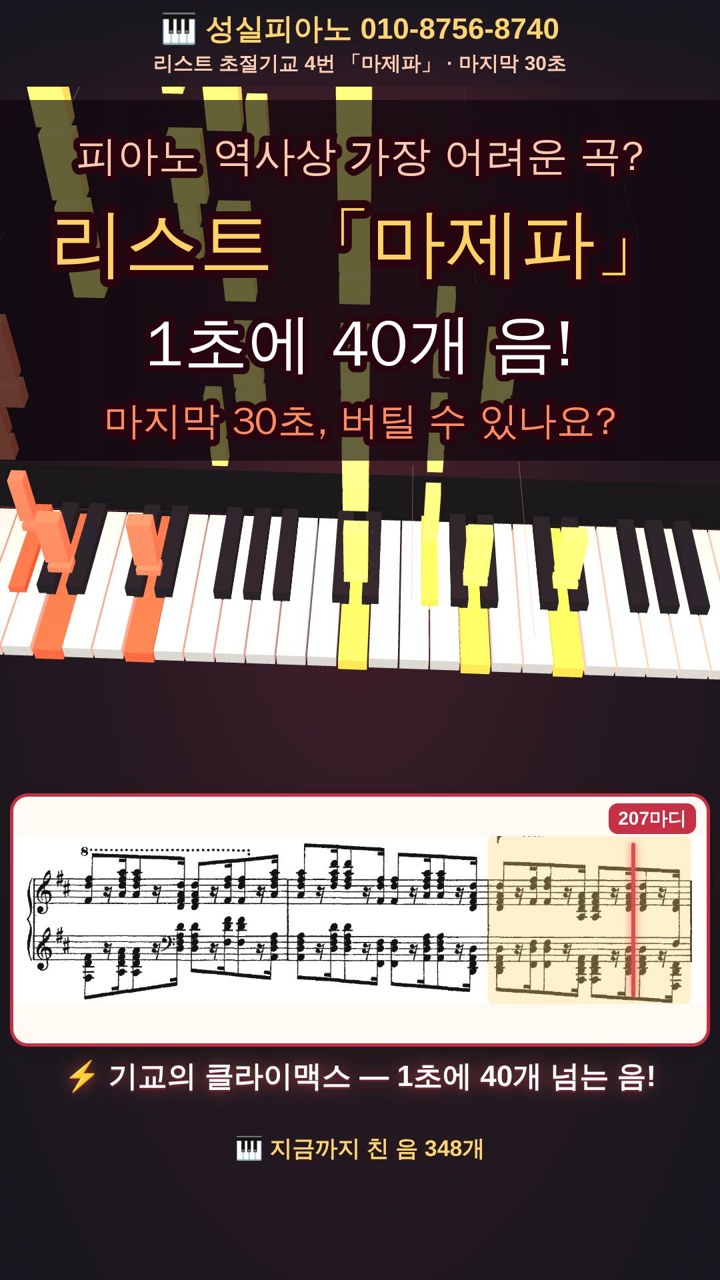 🎹 성실피아노 010-8756-8740
리스트 초절기교 4번 「마제파」 · 마지막 30초
피아노 역사상 가장 어려운 곡?
리스트 「마제파」
1초에 40개 음!
마지막 30초, 버틸 수 있나요?
207마디
8
⚡ 기교의 클라이맥스 — 1초에 40개 넘는 음!
🎹 지금까지 친 음 348개